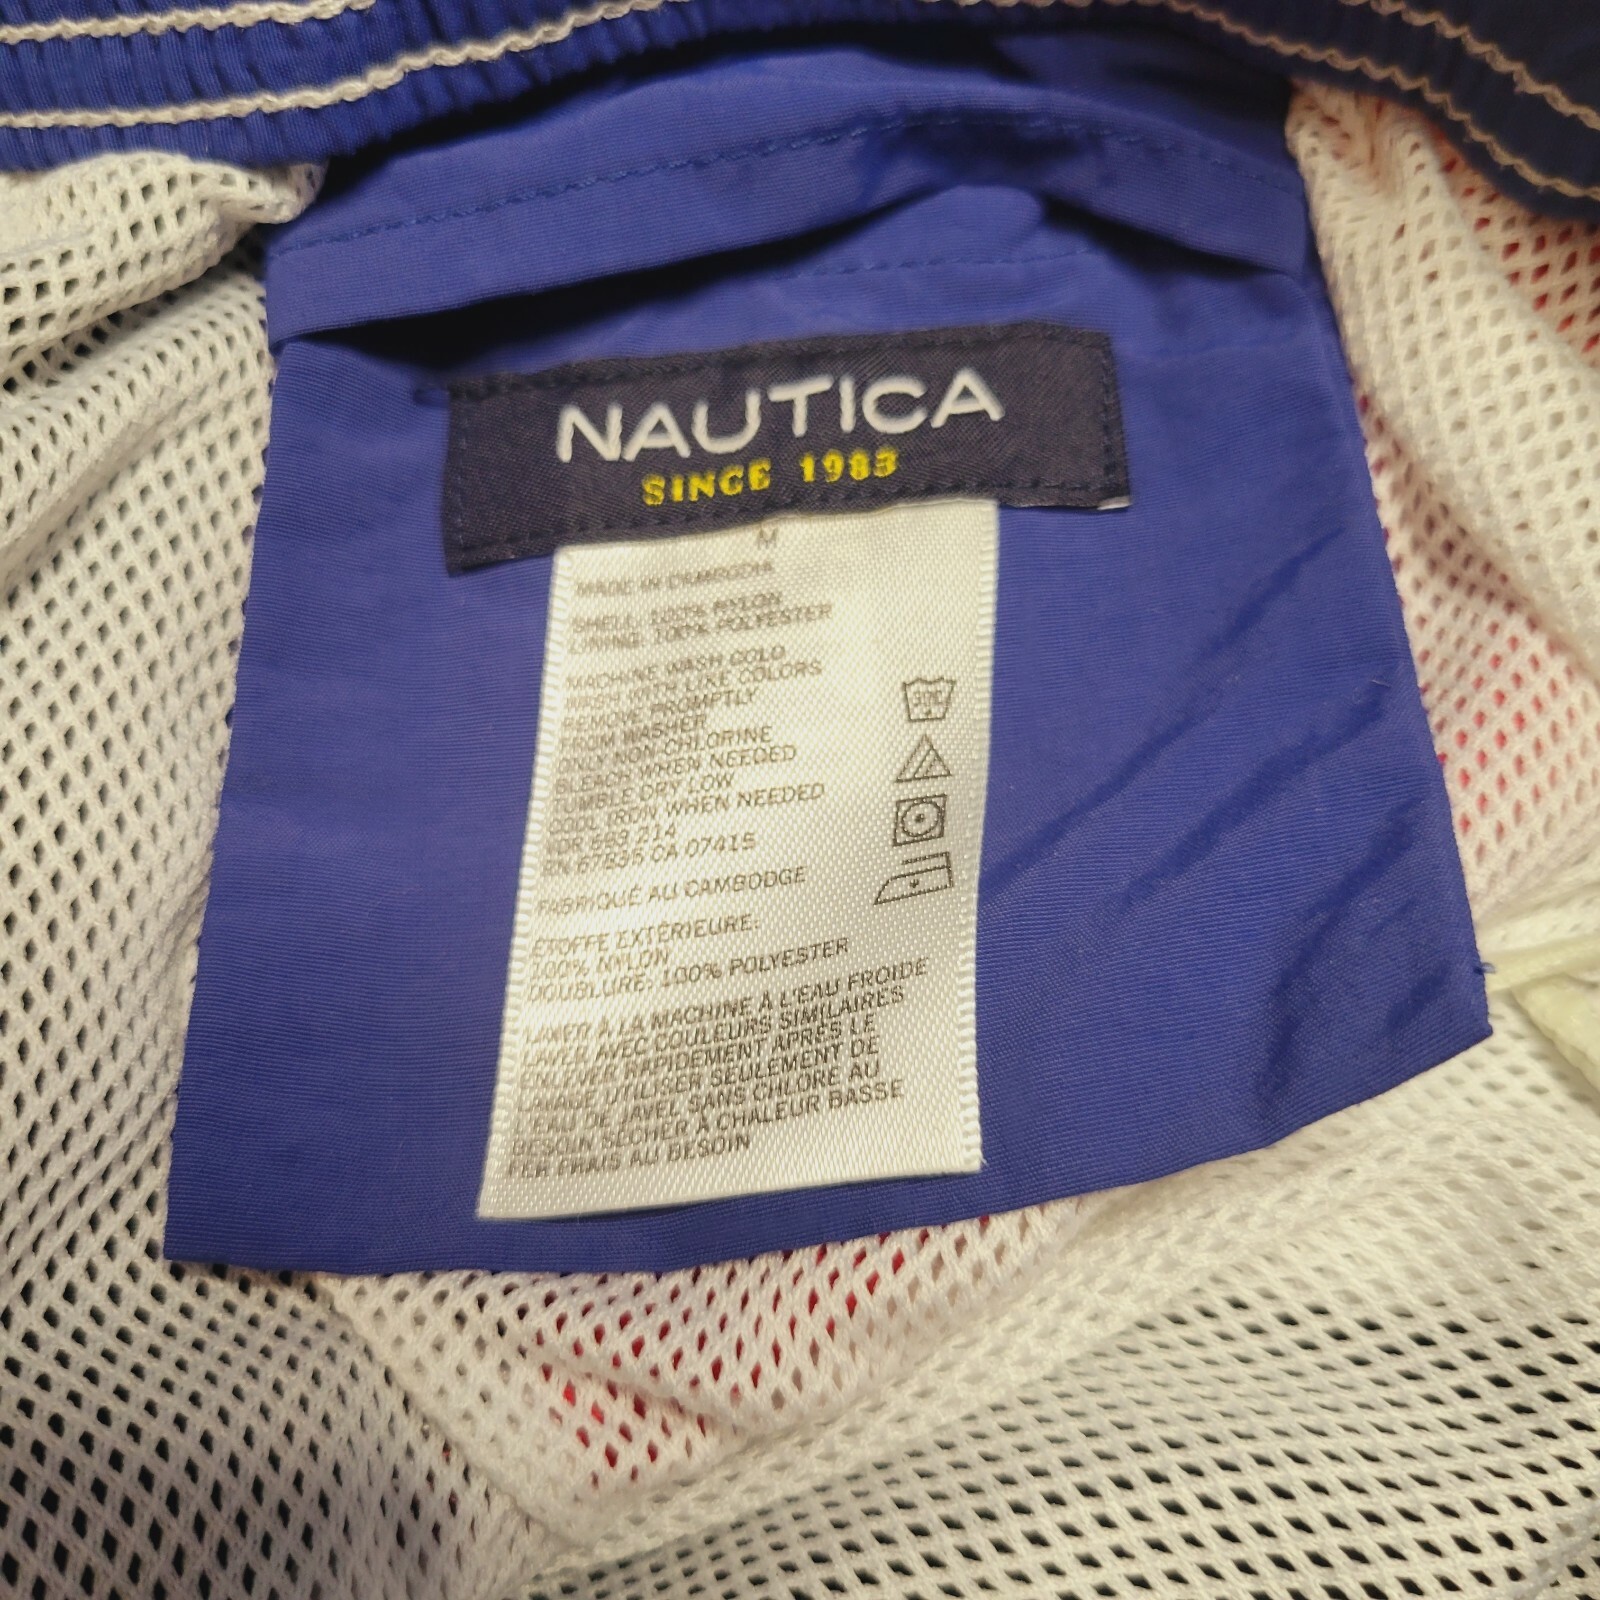 NAUTICA
SINCE 1983
M
MADE IN CAMBODIA
SHELL: 100% NYLON
LINING: 100% POLYESTER
MACHINE WASH COLD
WASH WITH LIKE COLORS
REMOVE PROMPTLY
FROM WASHER
ONLY NON-CHLORINE
BLEACH WHEN NEEDED
TUMBLE DRY LOW
COOL IRON WHEN NEEDED
593 214
RN 67835 CA 07415
FABRIQUÉ AU CAMBODGE
ETOFFE EXTÉRIEURE:
100% NYLON
DOUBLURE: 100% POLYESTER
LAVER À LA MACHINE À L'EAU FROIDE
LAVER AVEC COULEURS SIMILAIRES
ENLEVER RAPIDEMENT APRÈS LE
LAVAGE UTILISER SEULEMENT DE
L'EAU DE JAVEL SANS CHLORE AU
BESOIN SECHER À CHALEUR BASSE
FER FRAIS AU BESOIN